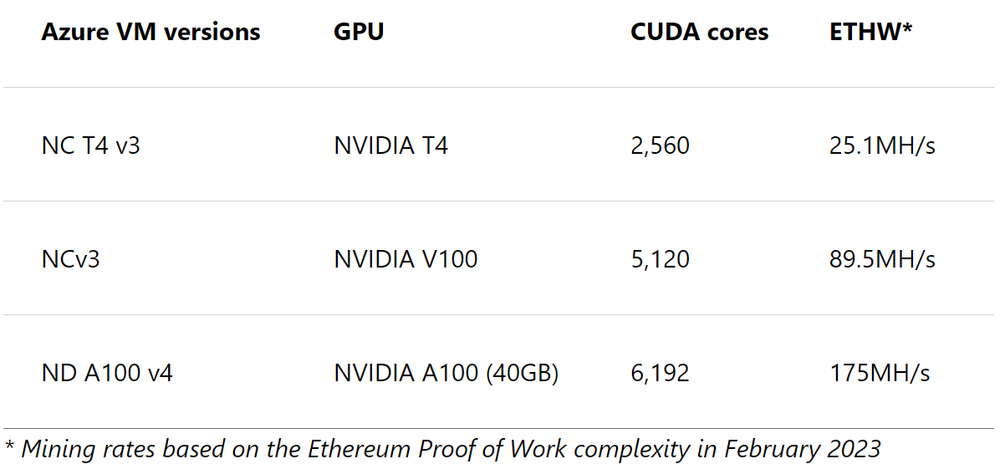 Azure VM versions GPU CUDA cores ETHW*
NC T4 v3 NVIDIA T4 2,560 25.1MH/s
NCv3 NVIDIA V100 5,120 89.5MH/s
ND A100 v4 NVIDIA A100 (40GB) 6,192 175MH/s
* Mining rates based on the Ethereum Proof of Work complexity in February 2023